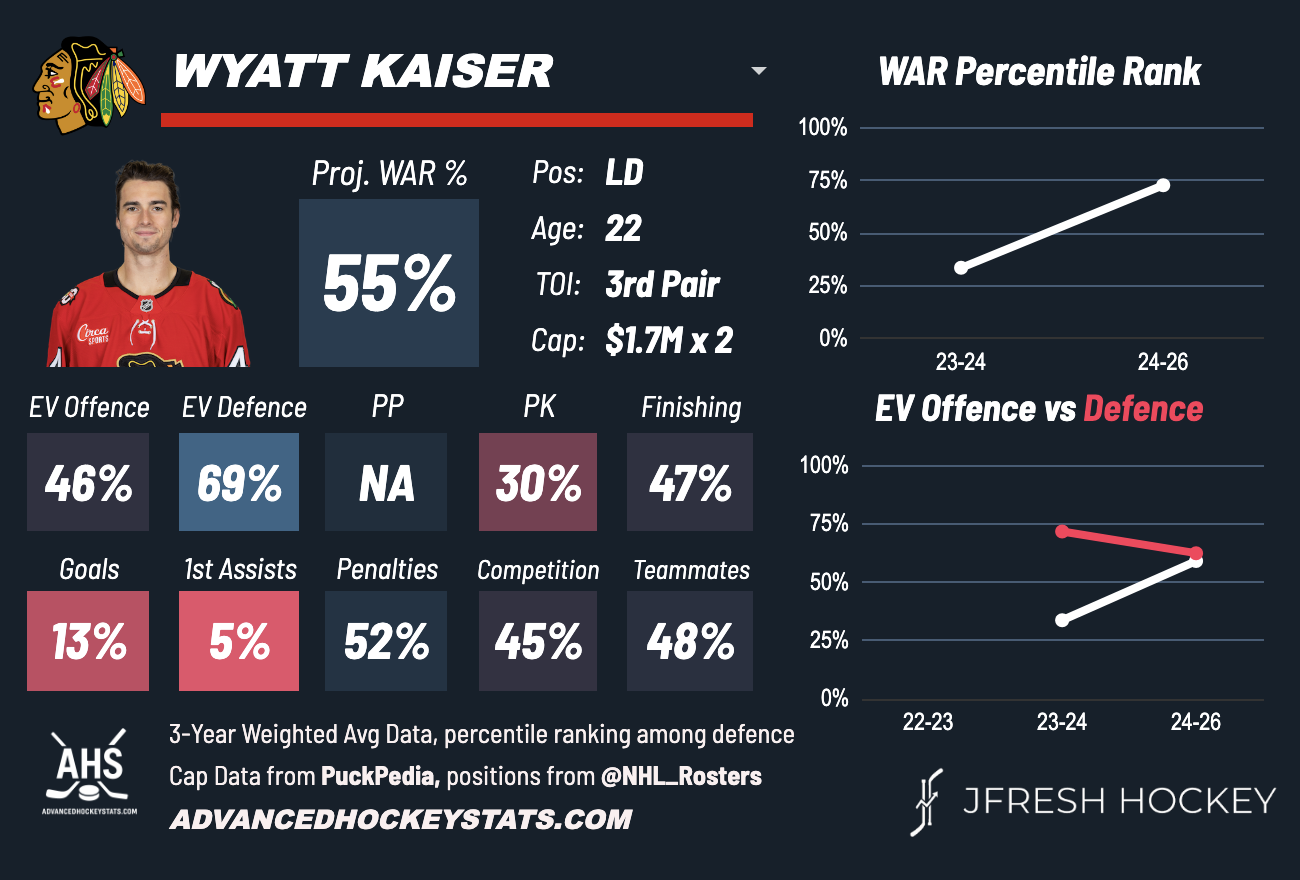 WYATT KAISER
Proj. WAR %
55%
Pos: LD
Age: 22
TOI: 3rd Pair
Cap: $1.7M x 2
Circa
SPORTS
EV Offence EV Defence PP PK Finishing
46% 69% NA 30% 47%
Goals 1st Assists Penalties Competition Teammates
13% 5% 52% 45% 48%
AHS
ADVANCEDHOCKEYSTATS.COM
3-Year Weighted Avg Data, percentile ranking among defence
Cap Data from PuckPedia, positions from @NHL_Rosters
ADVANCEDHOCKEYSTATS.COM
WAR Percentile Rank
100%
75%
50%
25%
0%
23-24 24-26
EV Offence vs Defence
100%
75%
50%
25%
0%
22-23 23-24 24-26
JFRESH HOCKEY